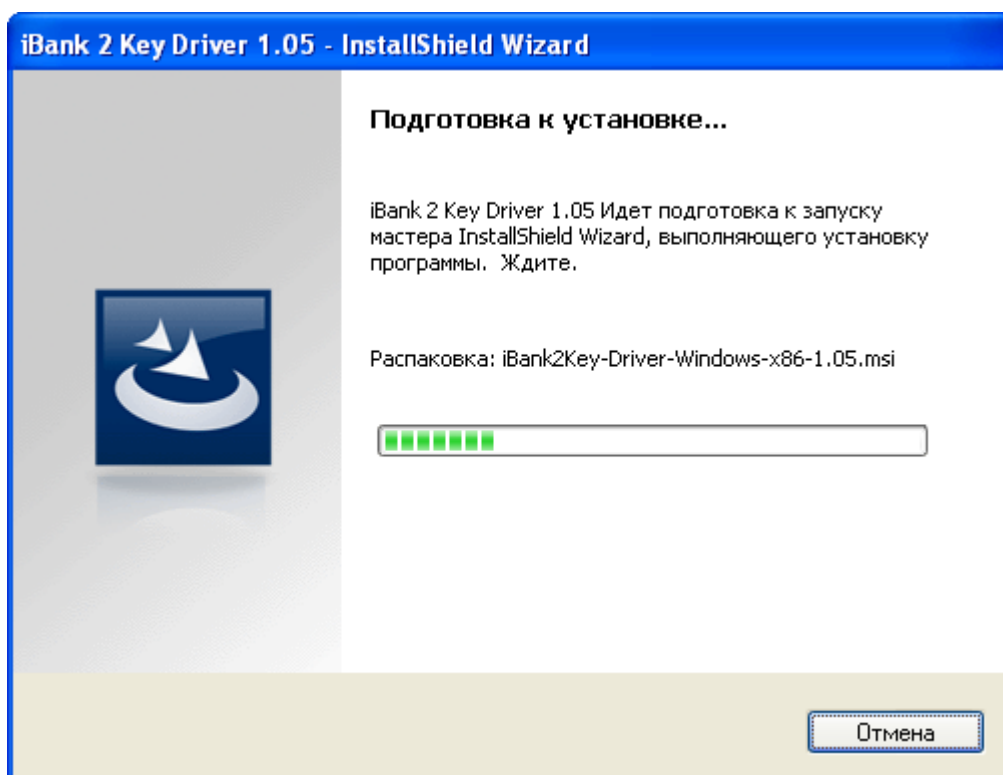 iBank 2 Key Driver 1.05 - InstallShield Wizard
Подготовка к установке...
iBank 2 Key Driver 1.05 Идет подготовка к запуску
мастера InstallShield Wizard, выполняющего установку
программы.  Ждите.
Распаковка: iBank2Key-Driver-Windows-x86-1.05.msi
Отмена